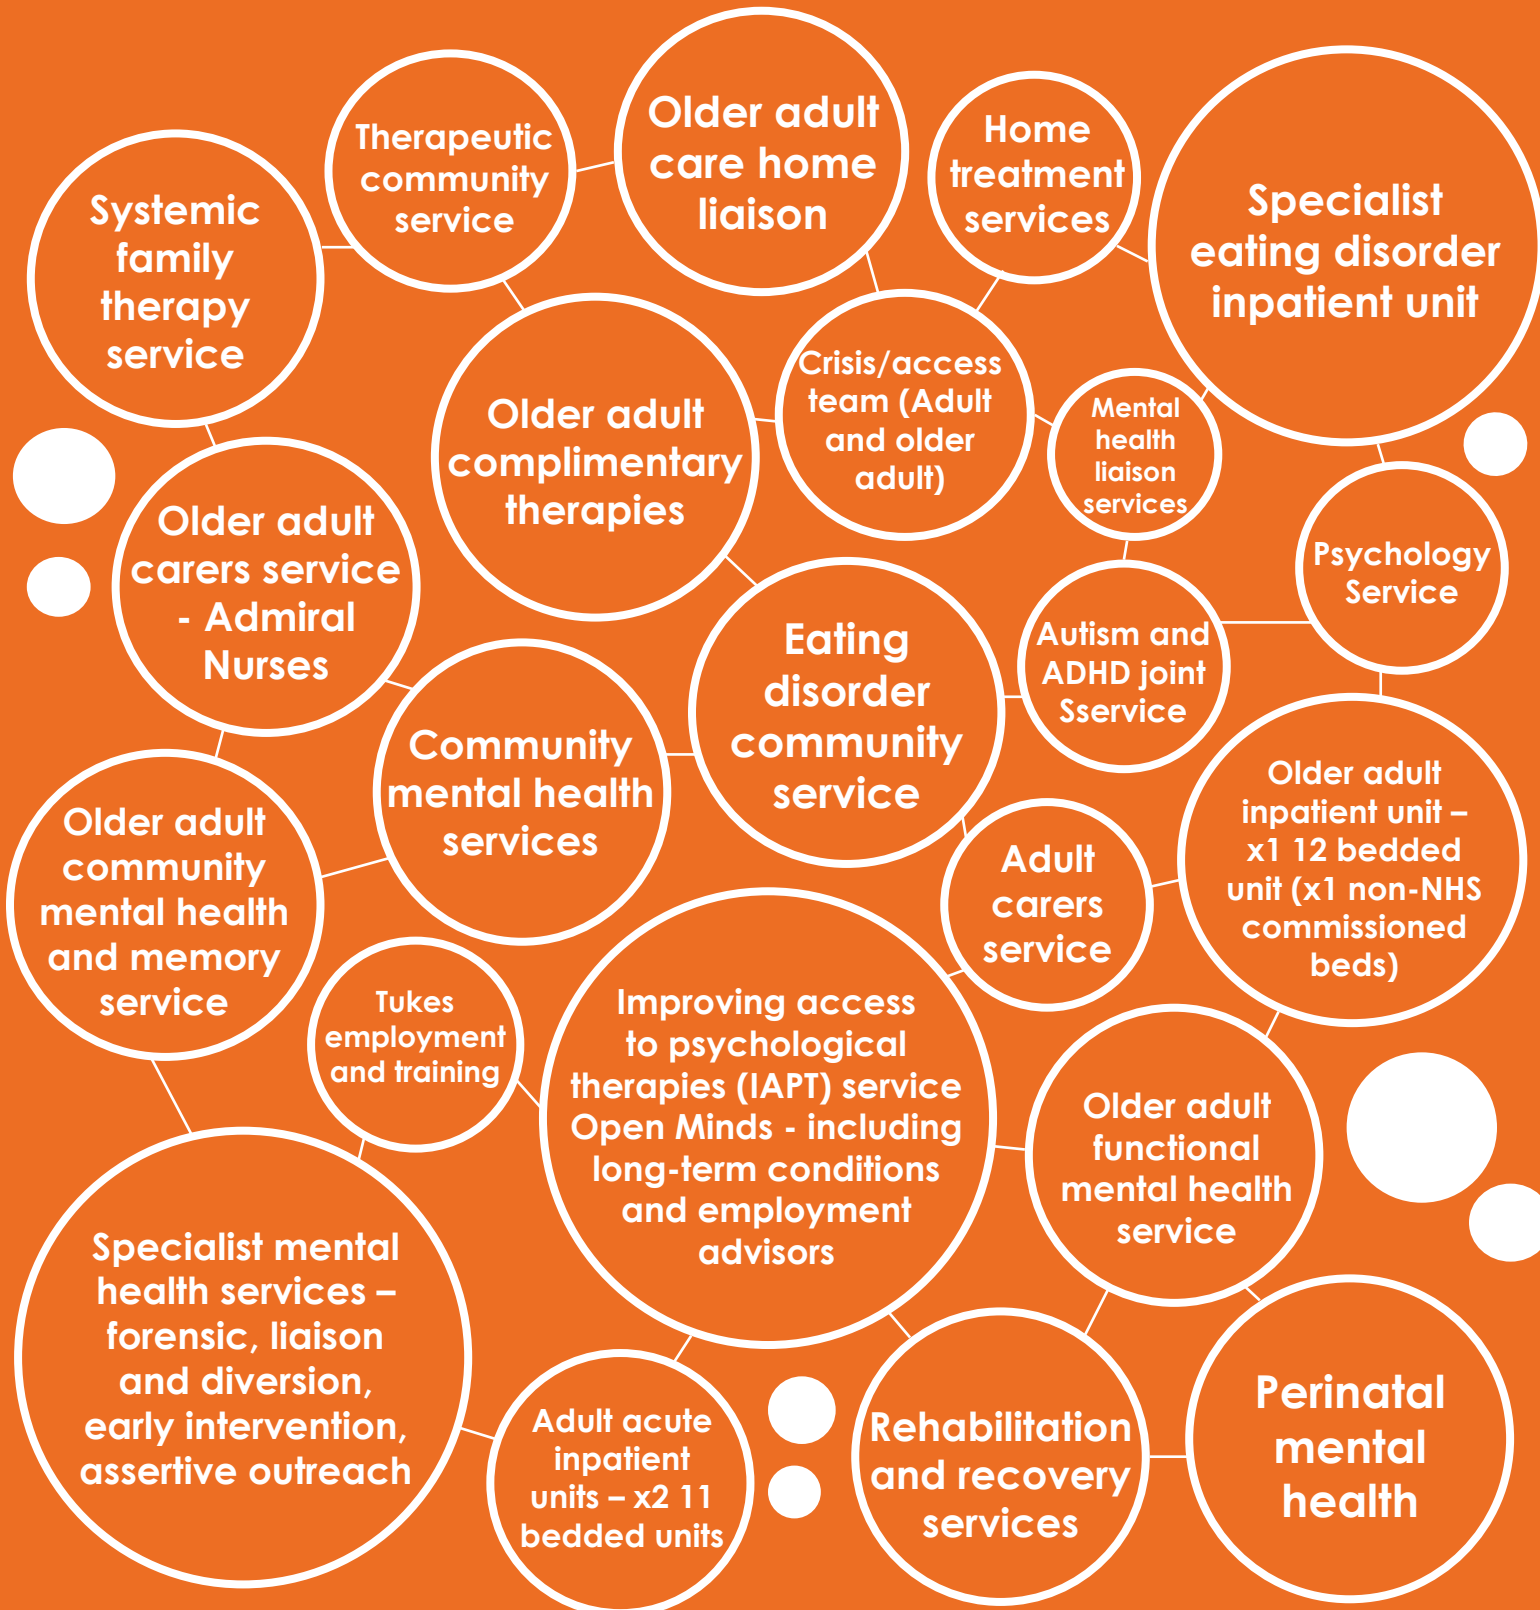 Systemic
family
therapy
service
Therapeutic
community
service
Older adult
care home
liaison
Home
treatment
services
Specialist
eating disorder
inpatient unit
Older adult
complimentary
therapies
Crisis/access
team (Adult
and older
adult)
Mental
health
liaison
services
Older adult
carers service
- Admiral
Nurses
Psychology
Service
Eating
disorder
community
service
Autism and
ADHD joint
Sservice
Community
mental health
services
Older adult
community
mental health
and memory
service
Adult
carers
service
Older adult
inpatient unit –
x1 12 bedded
unit (x1 non-NHS
commissioned
beds)
Tukes
employment
and training
Improving access
to psychological
therapies (IAPT) service
Open Minds - including
long-term conditions
and employment
advisors
Older adult
functional
mental health
service
Specialist mental
health services –
forensic, liaison
and diversion,
early intervention,
assertive outreach
Adult acute
inpatient
units – x2 11
bedded units
Rehabilitation
and recovery
services
Perinatal
mental
health